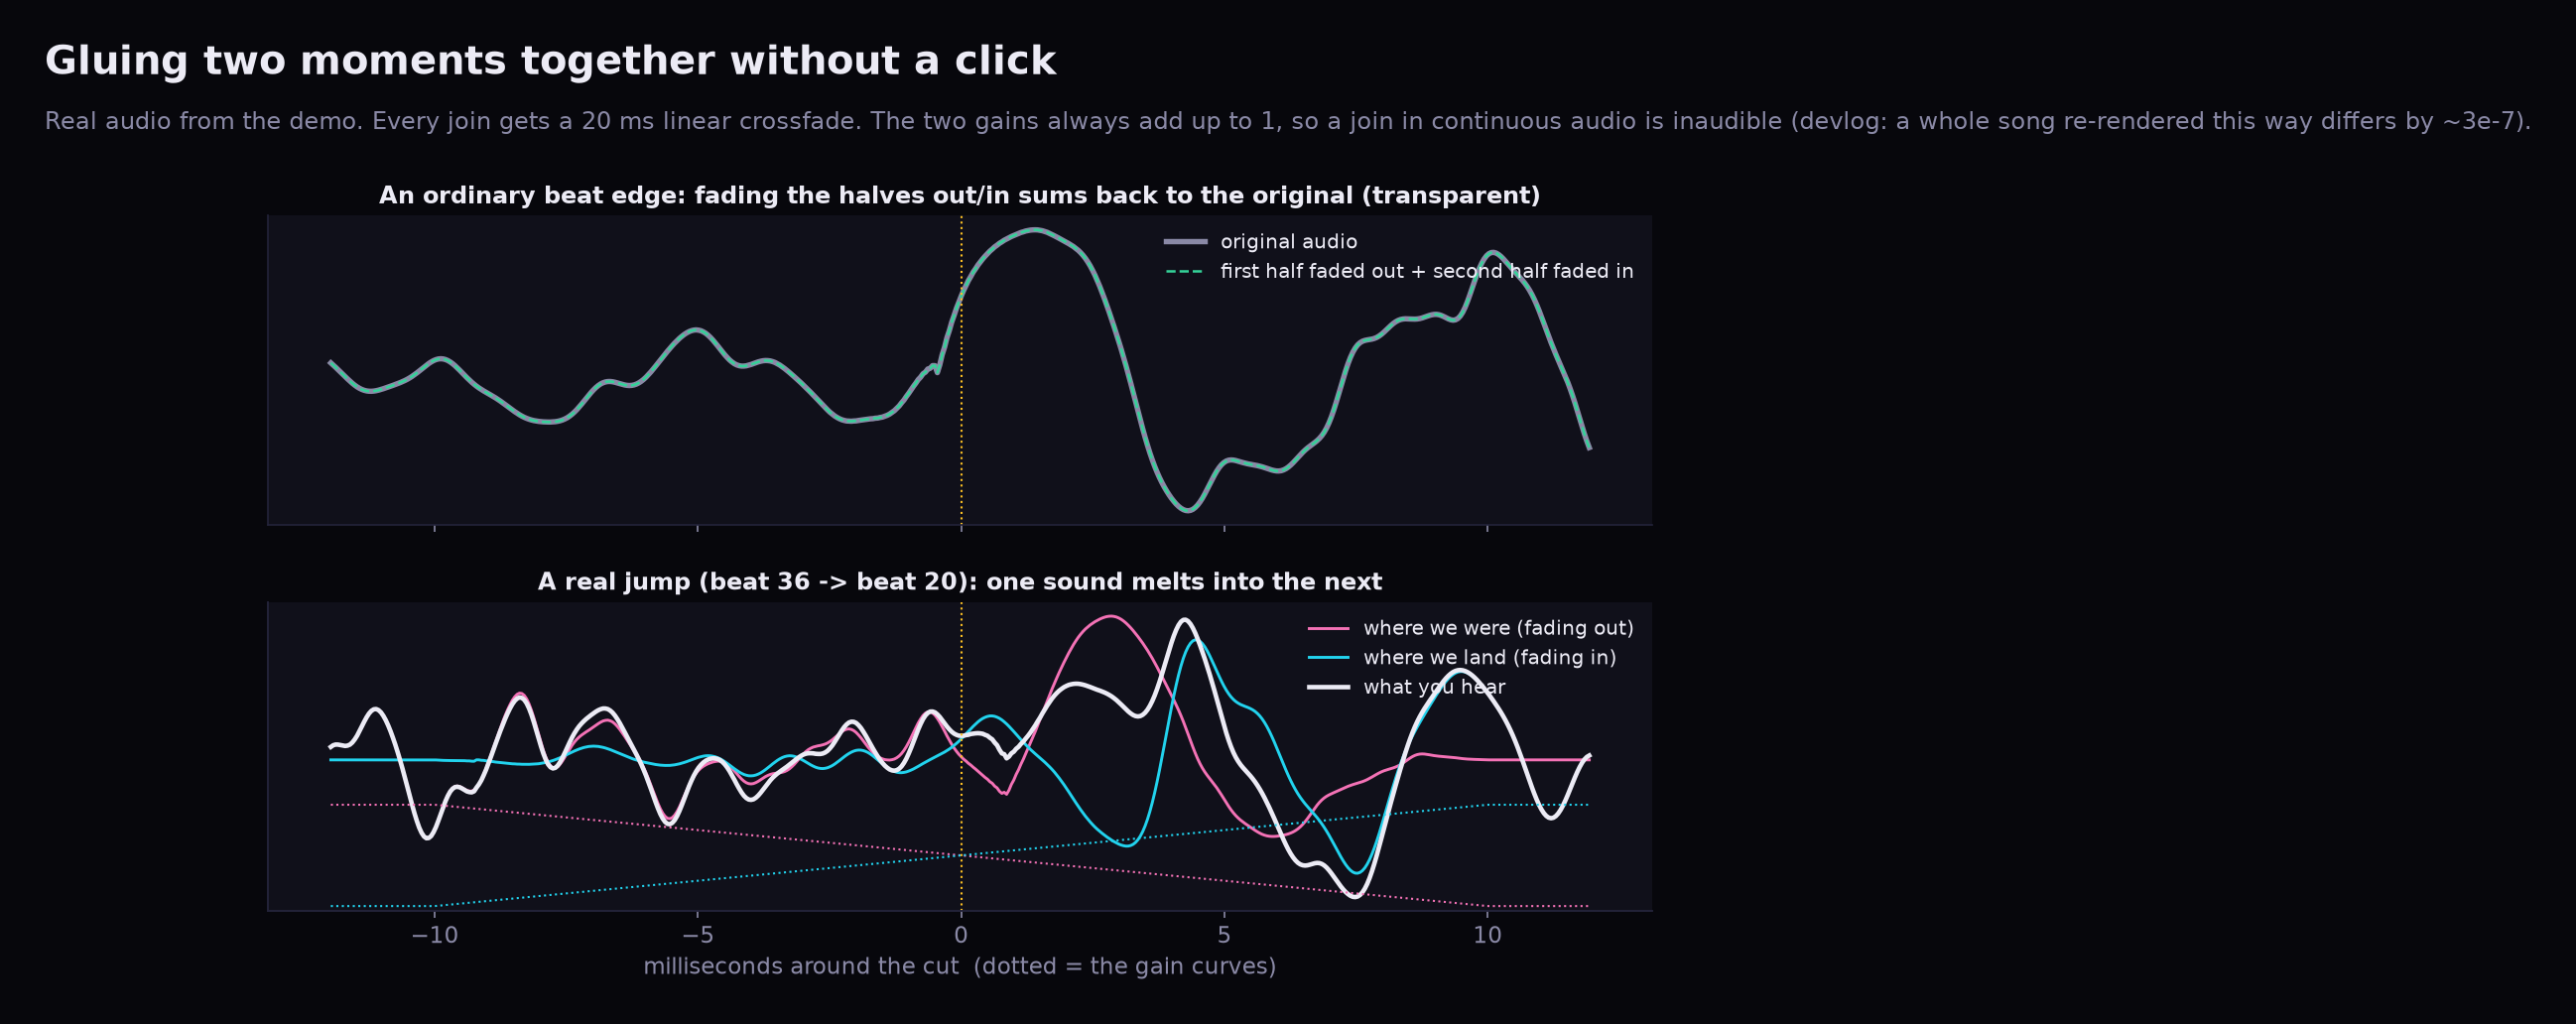 Gluing two moments together without a click
Real audio from the demo. Every join gets a 20 ms linear crossfade. The two gains always add up to 1, so a join in continuous audio is inaudible (devlog: a whole song re-rendered this way differs by ~3e-7).
An ordinary beat edge: fading the halves out/in sums back to the original (transparent)
original audio
first half faded out + second half faded in
A real jump (beat 36 -> beat 20): one sound melts into the next
where we were (fading out)
where we land (fading in)
what you hear
−10 −5 0 5 10
milliseconds around the cut  (dotted = the gain curves)